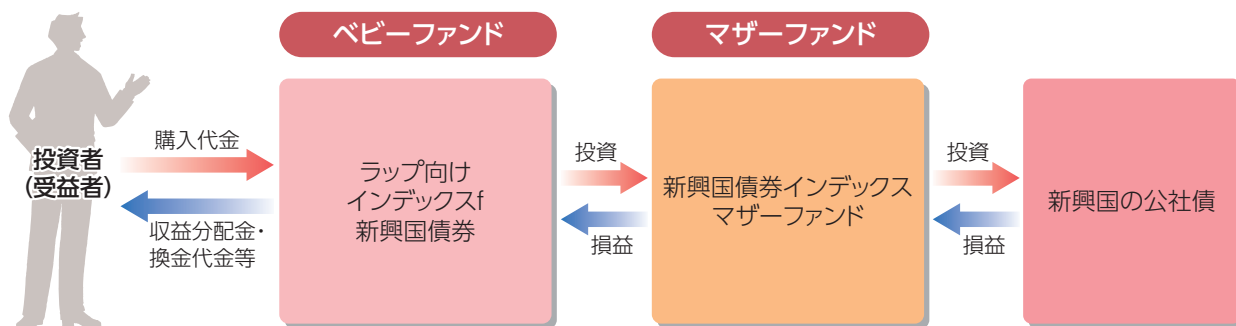 ベビーファンド
マザーファンド
投資者
（受益者）
購入代金
収益分配金・
換金代金等
ラップ向け
インデックスf
新興国債券
投資
損益
新興国債券インデックス
マザーファンド
投資
損益
新興国の公社債